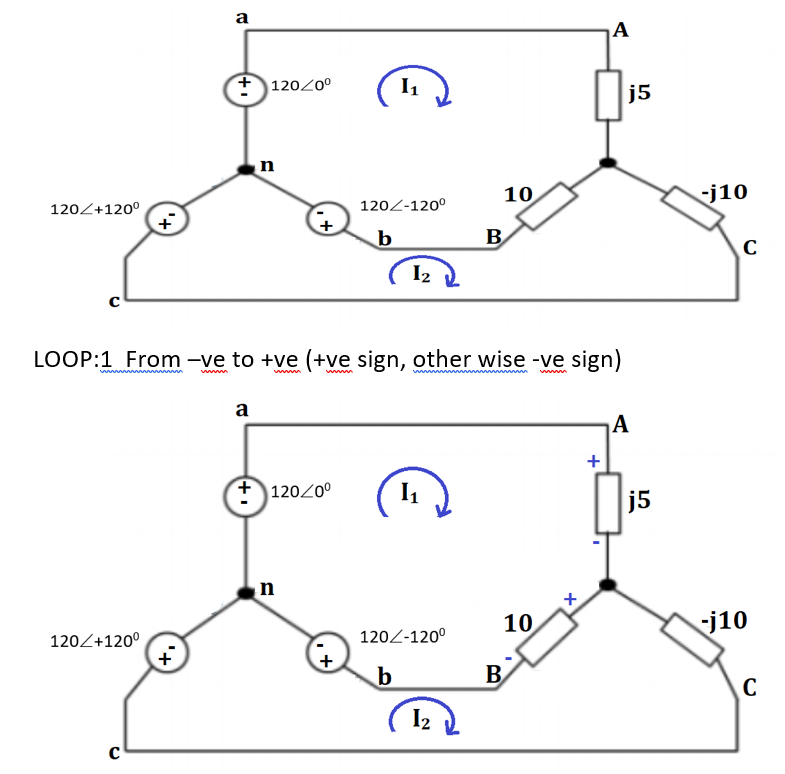 a
A
+
-
120∠0⁰
I₁
j5
n
120∠+120⁰
-
+
120∠-120⁰
-
+
10
-j10
b
B
C
I₂
c
LOOP:1 From –ve to +ve (+ve sign, other wise -ve sign)
a
A
+
+
-
120∠0⁰
I₁
j5
-
n
+
120∠+120⁰
-
+
120∠-120⁰
-
+
10
-j10
-
b
B
C
I₂
c